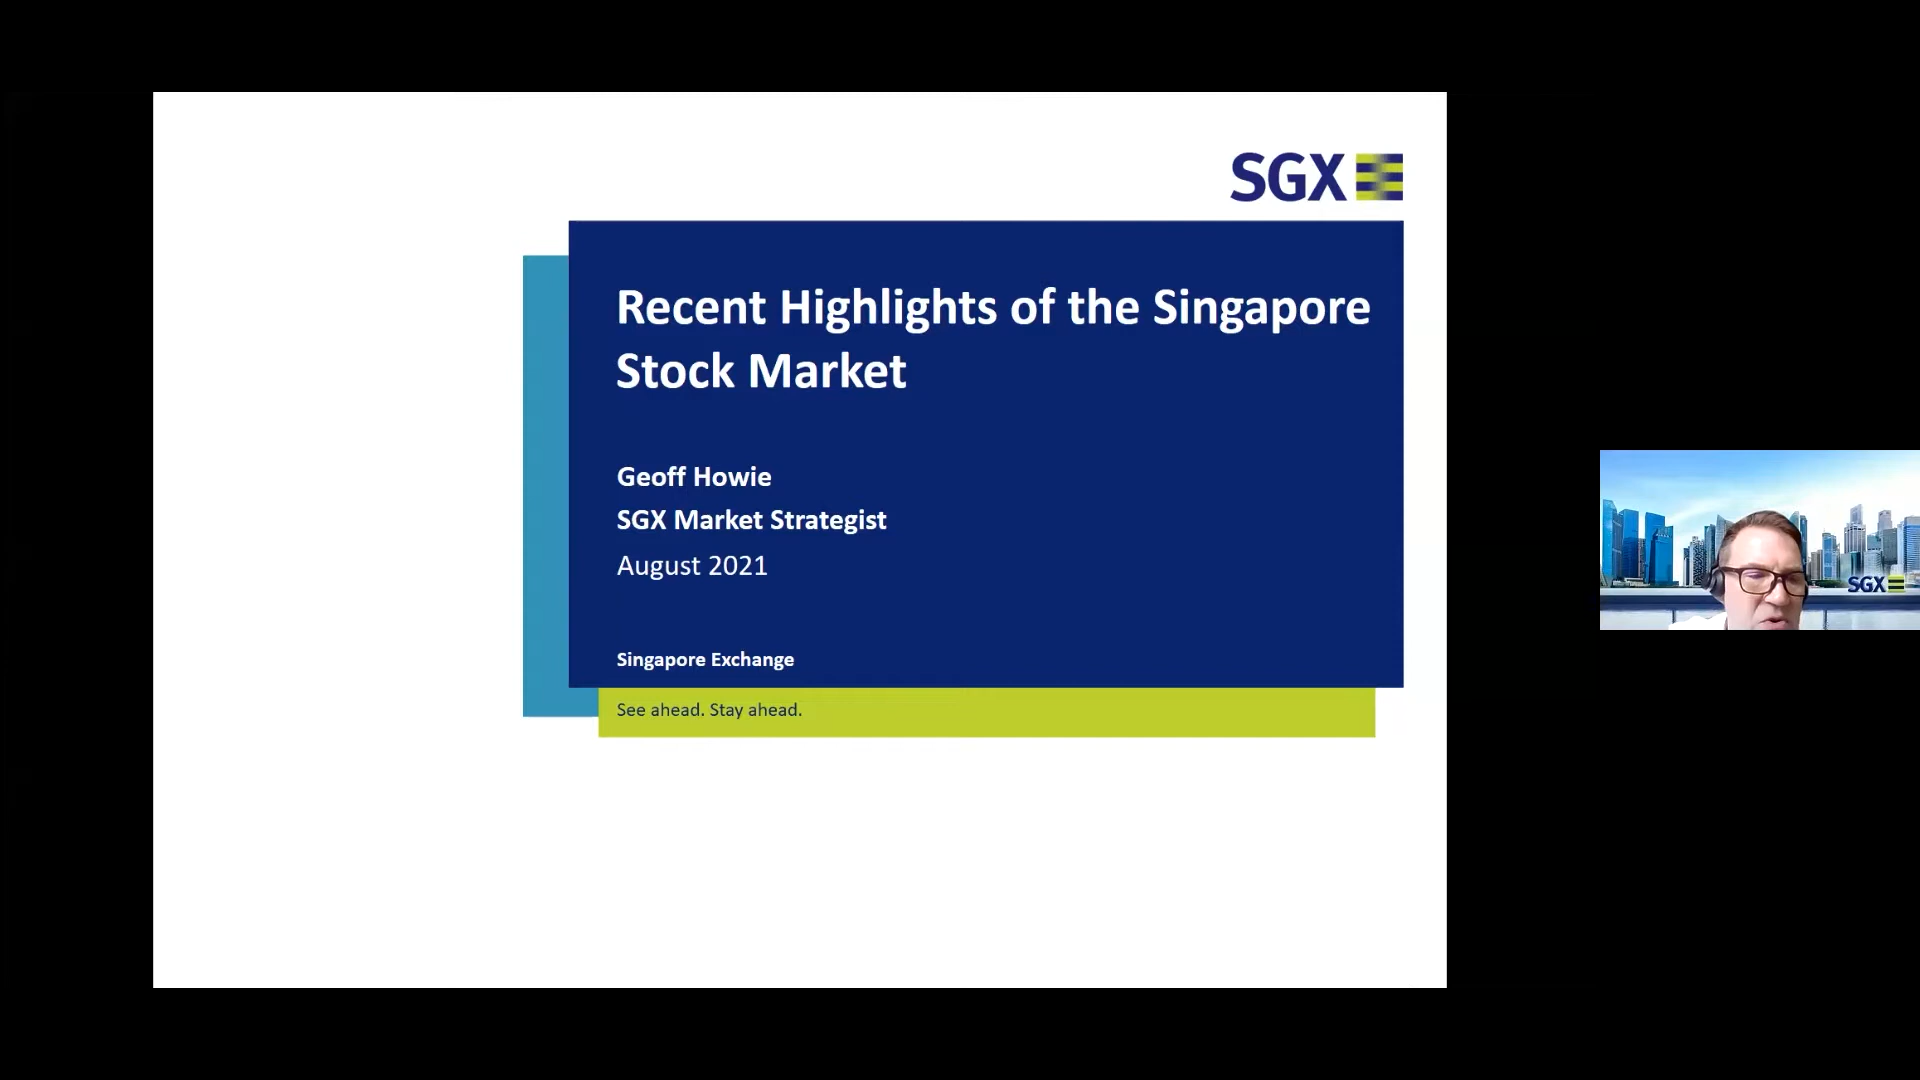 SGX
Recent Highlights of the Singapore
Stock Market
Geoff Howie
SGX Market Strategist
August 2021
Singapore Exchange
See ahead. Stay ahead.
SGX